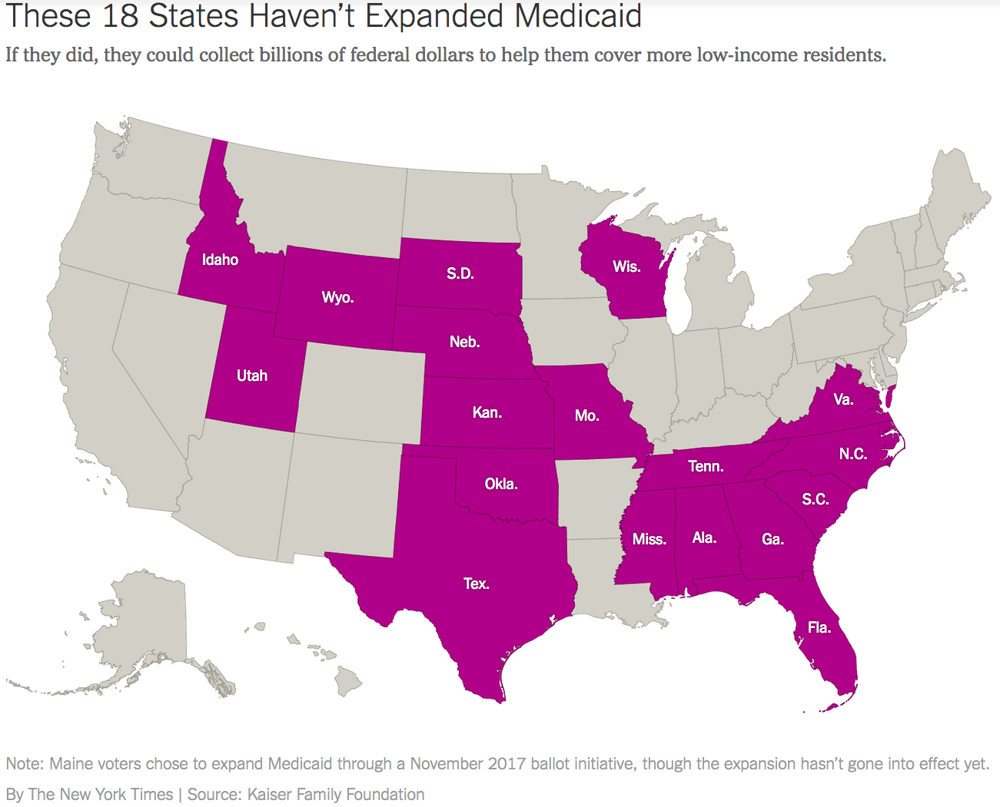 These 18 States Haven’t Expanded Medicaid
If they did, they could collect billions of federal dollars to help them cover more low-income residents.
Idaho
Wis.
S.D.
Wyo.
Neb.
Utah
Va.
Kan.
Mo.
N.C.
Tenn.
Okla.
S.C.
Miss.
Ala.
Ga.
Tex.
Fla.
Note: Maine voters chose to expand Medicaid through a November 2017 ballot initiative, though the expansion hasn’t gone into effect yet.
By The New York Times | Source: Kaiser Family Foundation